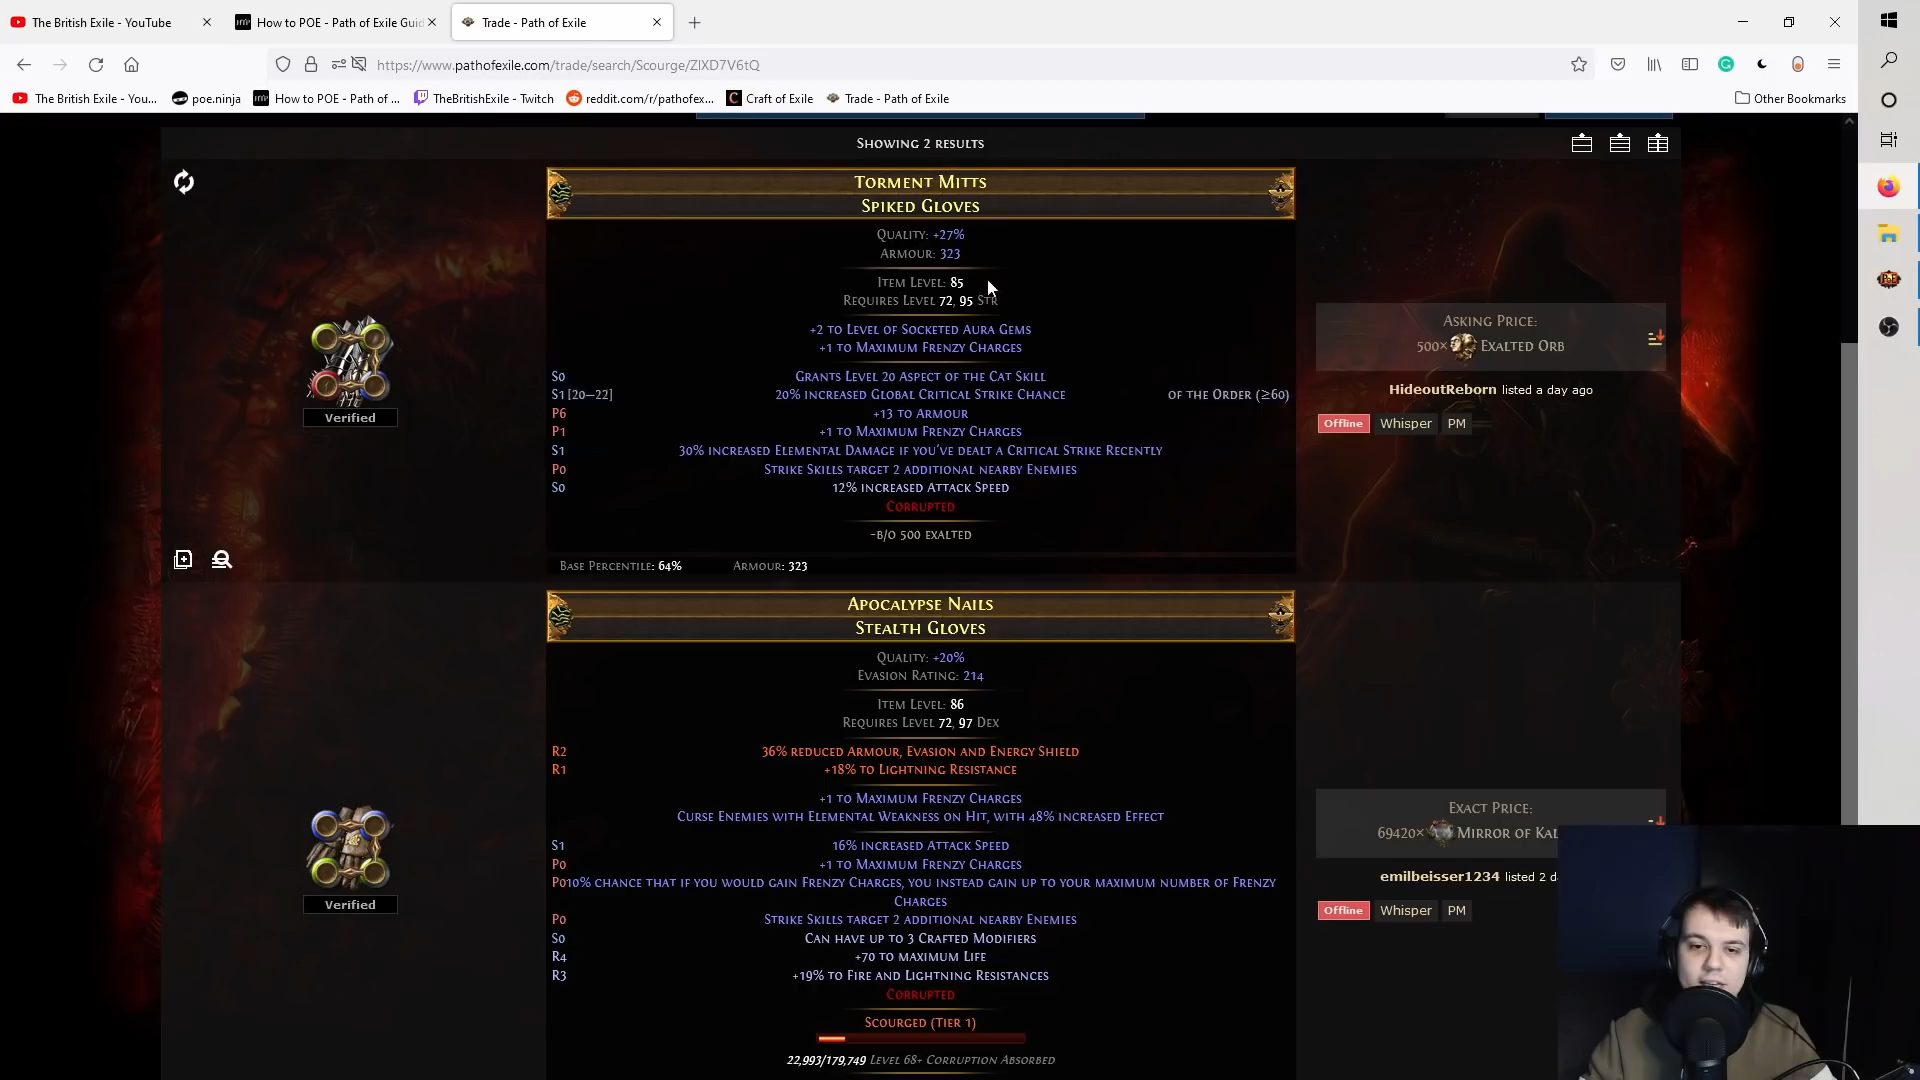 The British Exile - YouTube
How to POE - Path of Exile Guid
Trade - Path of Exile
https://www.pathofexile.com/trade/search/Scourge/ZlXD7V6tQ
The British Exile - You...
poe.ninja
How to POE - Path of ...
TheBritishExile - Twitch
reddit.com/r/pathofex...
Craft of Exile
Trade - Path of Exile
Other Bookmarks
Showing 2 results
Torment Mitts
Spiked Gloves
Quality: +27%
Armour: 323
Item Level: 85
Requires Level 72, 95 Str
+2 to Level of Socketed Aura Gems
+1 to Maximum Frenzy Charges
S0 Grants Level 20 Aspect of the Cat Skill
S1 [20—22] 20% increased Global Critical Strike Chance of the Order (≥60)
P6 +13 to Armour
P1 +1 to Maximum Frenzy Charges
S1 30% increased Elemental Damage if you've dealt a Critical Strike Recently
P0 Strike Skills target 2 additional nearby Enemies
S0 12% increased Attack Speed
Corrupted
~b/o 500 exalted
Base Percentile: 64% Armour: 323
Verified
Asking Price:
500× Exalted Orb
HideoutReborn listed a day ago
Offline Whisper PM
Apocalypse Nails
Stealth Gloves
Quality: +20%
Evasion Rating: 214
Item Level: 86
Requires Level 72, 97 Dex
R2 36% reduced Armour, Evasion and Energy Shield
R1 +18% to Lightning Resistance
+1 to Maximum Frenzy Charges
Curse Enemies with Elemental Weakness on Hit, with 48% increased Effect
S1 16% increased Attack Speed
P0 +1 to Maximum Frenzy Charges
P0 10% chance that if you would gain Frenzy Charges, you instead gain up to your maximum number of Frenzy
Charges
P0 Strike Skills target 2 additional nearby Enemies
S0 Can have up to 3 Crafted Modifiers
R4 +70 to maximum Life
R3 +19% to Fire and Lightning Resistances
Corrupted
Scourged (Tier 1)
22,993/179,749 Level 68+ Corruption Absorbed
Verified
Exact Price:
69420× Mirror of Kal
emilbeisser1234 listed 2 d
Offline Whisper PM